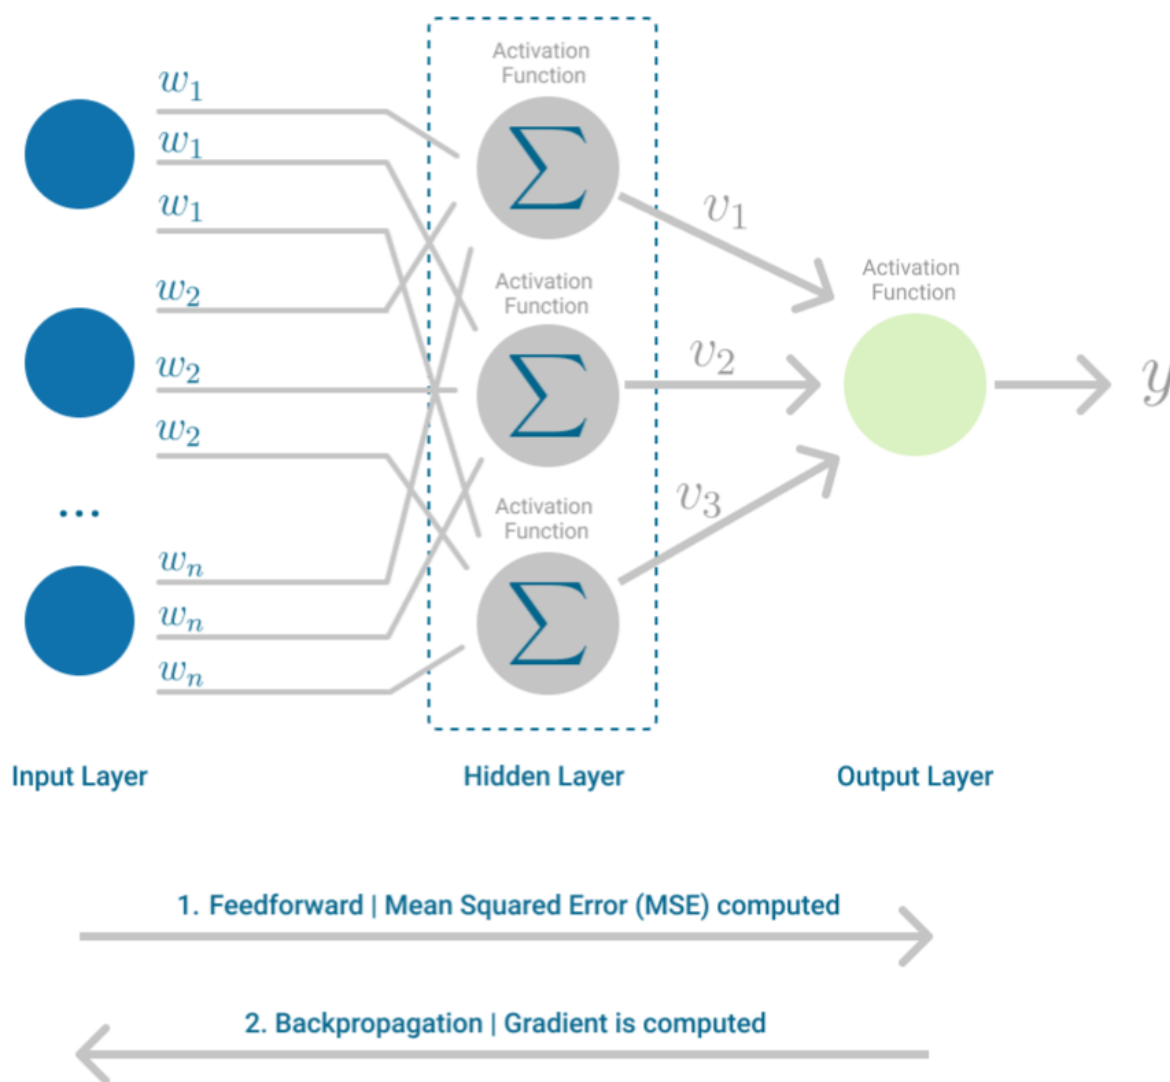 Activation
Function
w₁
w₁
w₁
w₂
w₂
w₂
...
wₙ
wₙ
wₙ
∑
Activation
Function
∑
Activation
Function
∑
v₁
v₂
v₃
Activation
Function
y
Input Layer
Hidden Layer
Output Layer
1. Feedforward | Mean Squared Error (MSE) computed
2. Backpropagation | Gradient is computed